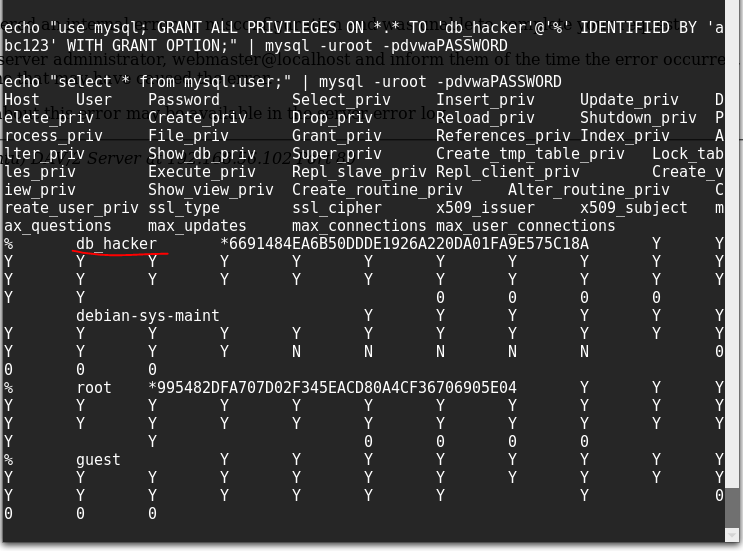 echo "use mysql; GRANT ALL PRIVILEGES ON *.* TO 'db_hacker'@'%' IDENTIFIED BY 'a
bc123' WITH GRANT OPTION;" | mysql -uroot -pdvwaPASSWORD
echo "select * from mysql.user;" | mysql -uroot -pdvwaPASSWORD
Host User Password Select_priv Insert_priv Update_priv D
elete_priv Create_priv Drop_priv Reload_priv Shutdown_priv P
rocess_priv File_priv Grant_priv References_priv Index_priv A
lter_priv Show_db_priv Super_priv Create_tmp_table_priv Lock_tab
les_priv Execute_priv Repl_slave_priv Repl_client_priv Create_v
iew_priv Show_view_priv Create_routine_priv Alter_routine_priv C
reate_user_priv ssl_type ssl_cipher x509_issuer x509_subject m
ax_questions max_updates max_connections max_user_connections
% db_hacker *6691484EA6B50DDDE1926A220DA01FA9E575C18A Y Y
Y Y Y Y Y Y Y Y Y Y
Y Y Y Y Y Y Y Y Y Y
Y Y 0 0 0 0
debian-sys-maint Y Y Y Y Y Y
Y Y Y Y Y Y Y Y Y Y
Y Y Y Y N N N N N 0
0 0 0
% root *995482DFA707D02F345EACD80A4CF36706905E04 Y Y Y
Y Y Y Y Y Y Y Y Y Y Y
Y Y Y Y Y Y Y Y Y Y Y
Y Y 0 0 0 0
% guest Y Y Y Y Y Y Y Y
Y Y Y Y Y Y Y Y Y Y
Y Y Y Y Y Y Y 0
0 0 0